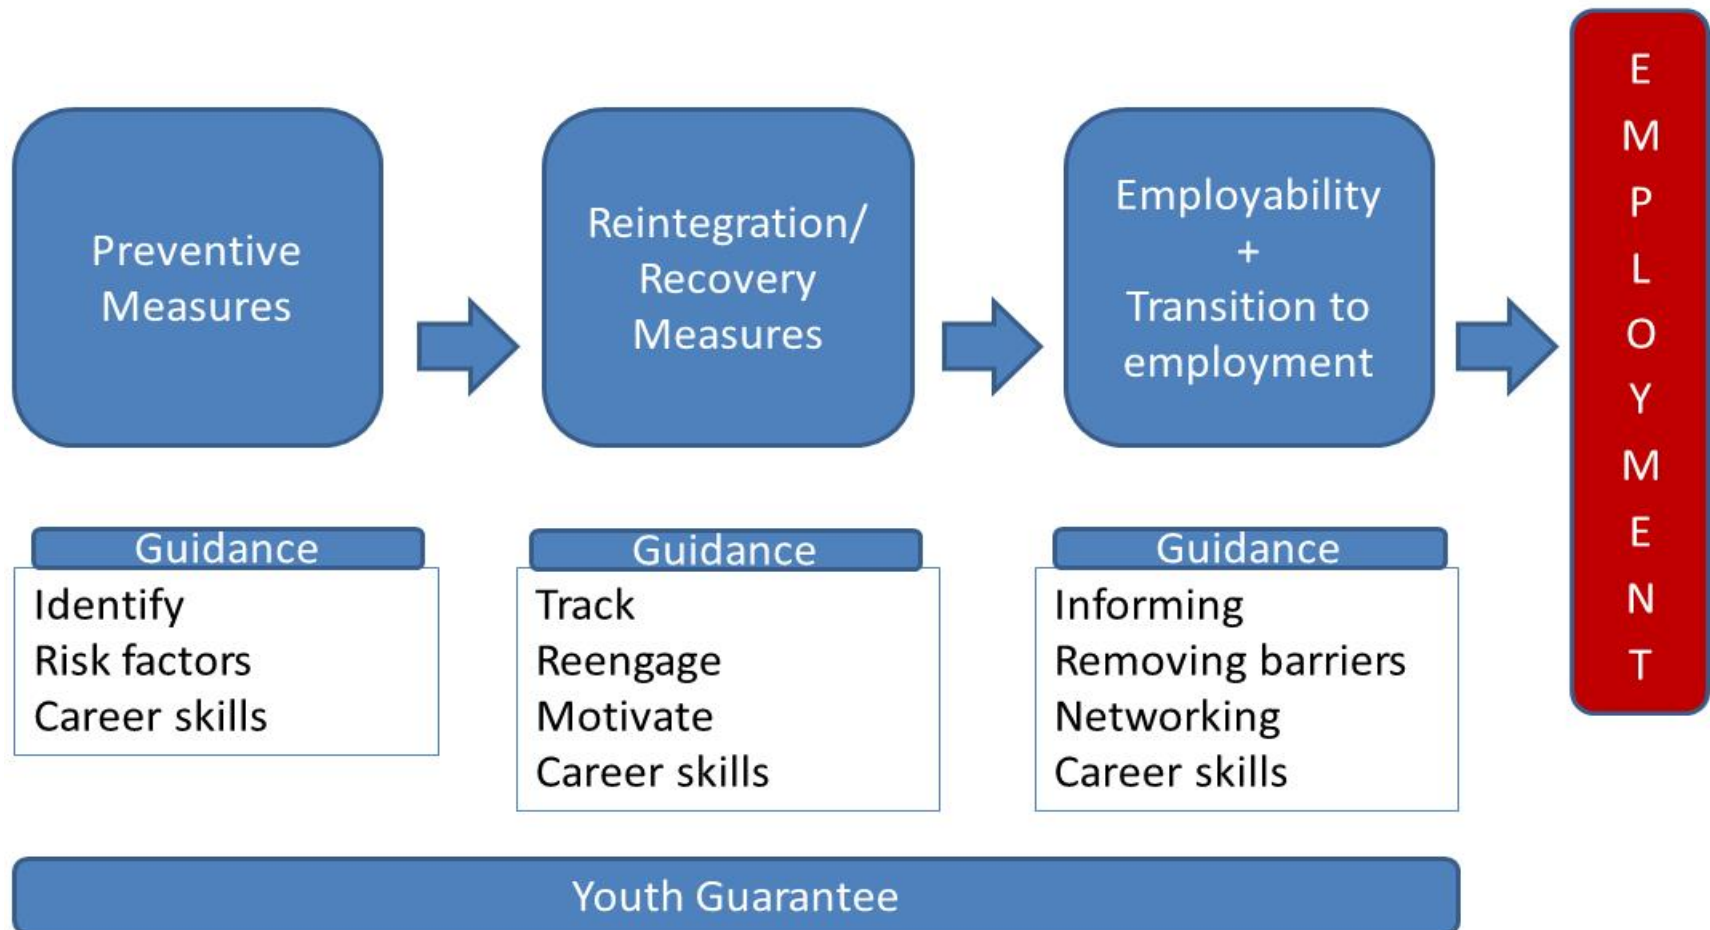 Preventive
Measures
Reintegration/
Recovery
Measures
Employability
+
Transition to
employment
E
M
P
L
O
Y
M
E
N
T
Guidance
Identify
Risk factors
Career skills
Guidance
Track
Reengage
Motivate
Career skills
Guidance
Informing
Removing barriers
Networking
Career skills
Youth Guarantee